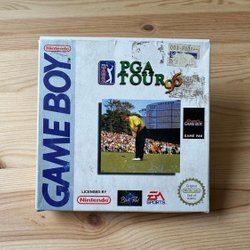 Nintendo
GAME BOY
PGA
TOUR 96
GAME BOY
LICENSED BY
Nintendo
EA
SPORTS